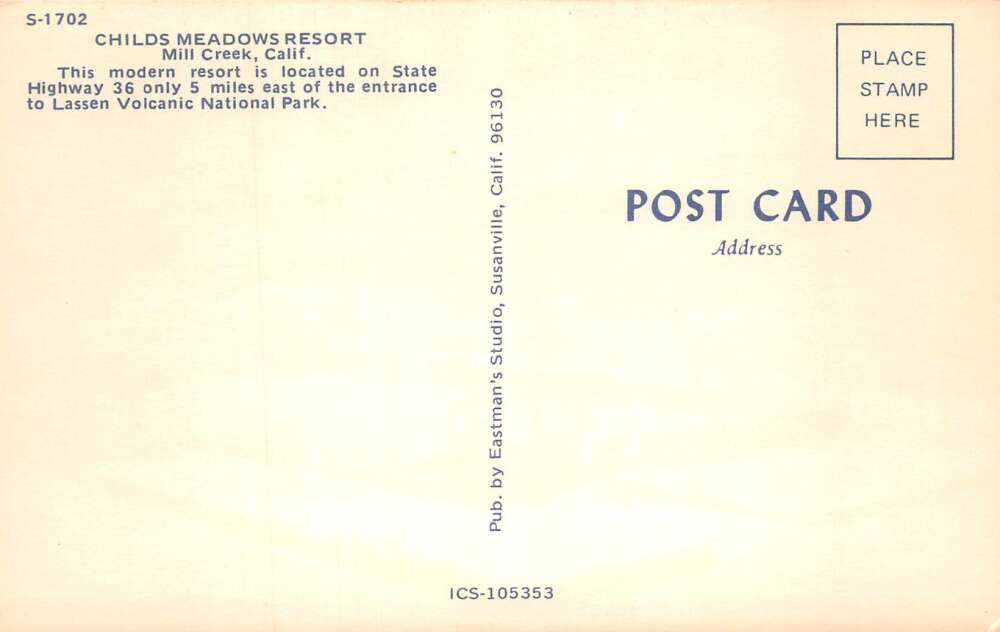 S-1702
CHILDS MEADOWS RESORT
Mill Creek, Calif.
This modern resort is located on State
Highway 36 only 5 miles east of the entrance
to Lassen Volcanic National Park.
Pub. by Eastman's Studio, Susanville, Calif. 96130
PLACE
STAMP
HERE
POST CARD
Address
ICS-105353